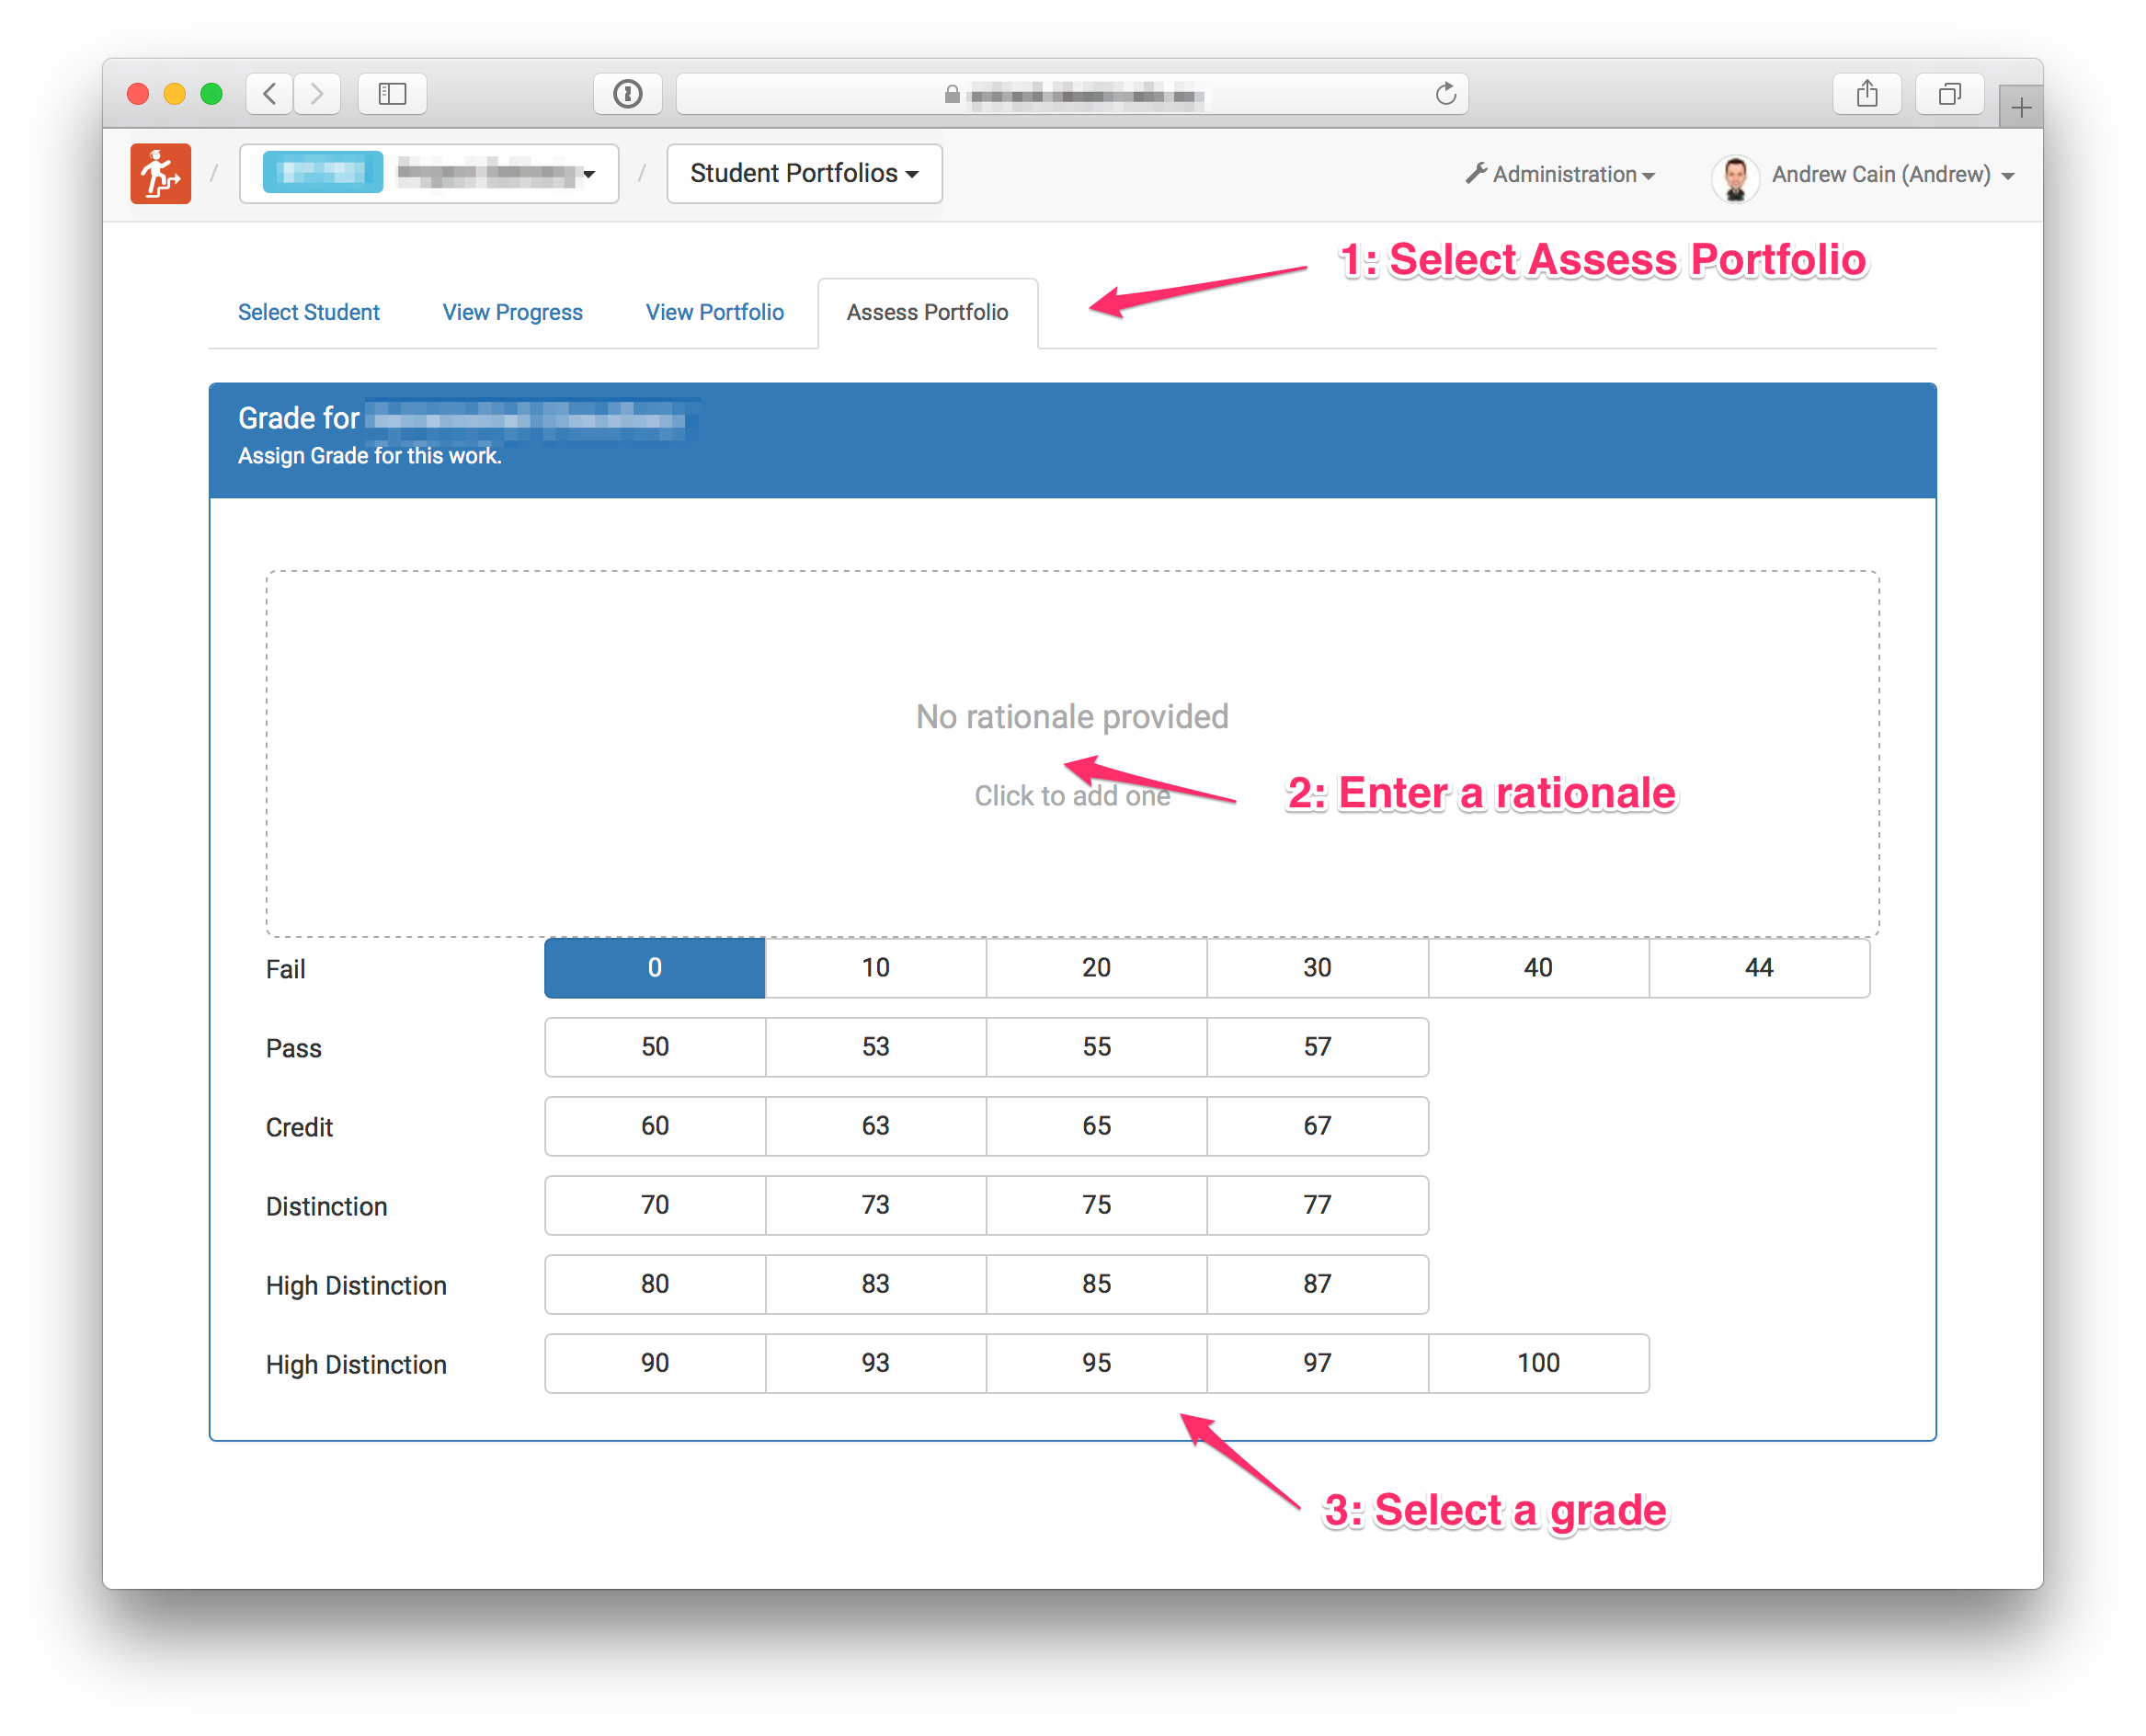 / / Student Portfolios Administration Andrew Cain (Andrew)
1: Select Assess Portfolio
Select Student View Progress View Portfolio Assess Portfolio
Grade for
Assign Grade for this work.
No rationale provided
Click to add one
2: Enter a rationale
Fail 0 10 20 30 40 44
Pass 50 53 55 57
Credit 60 63 65 67
Distinction 70 73 75 77
High Distinction 80 83 85 87
High Distinction 90 93 95 97 100
3: Select a grade